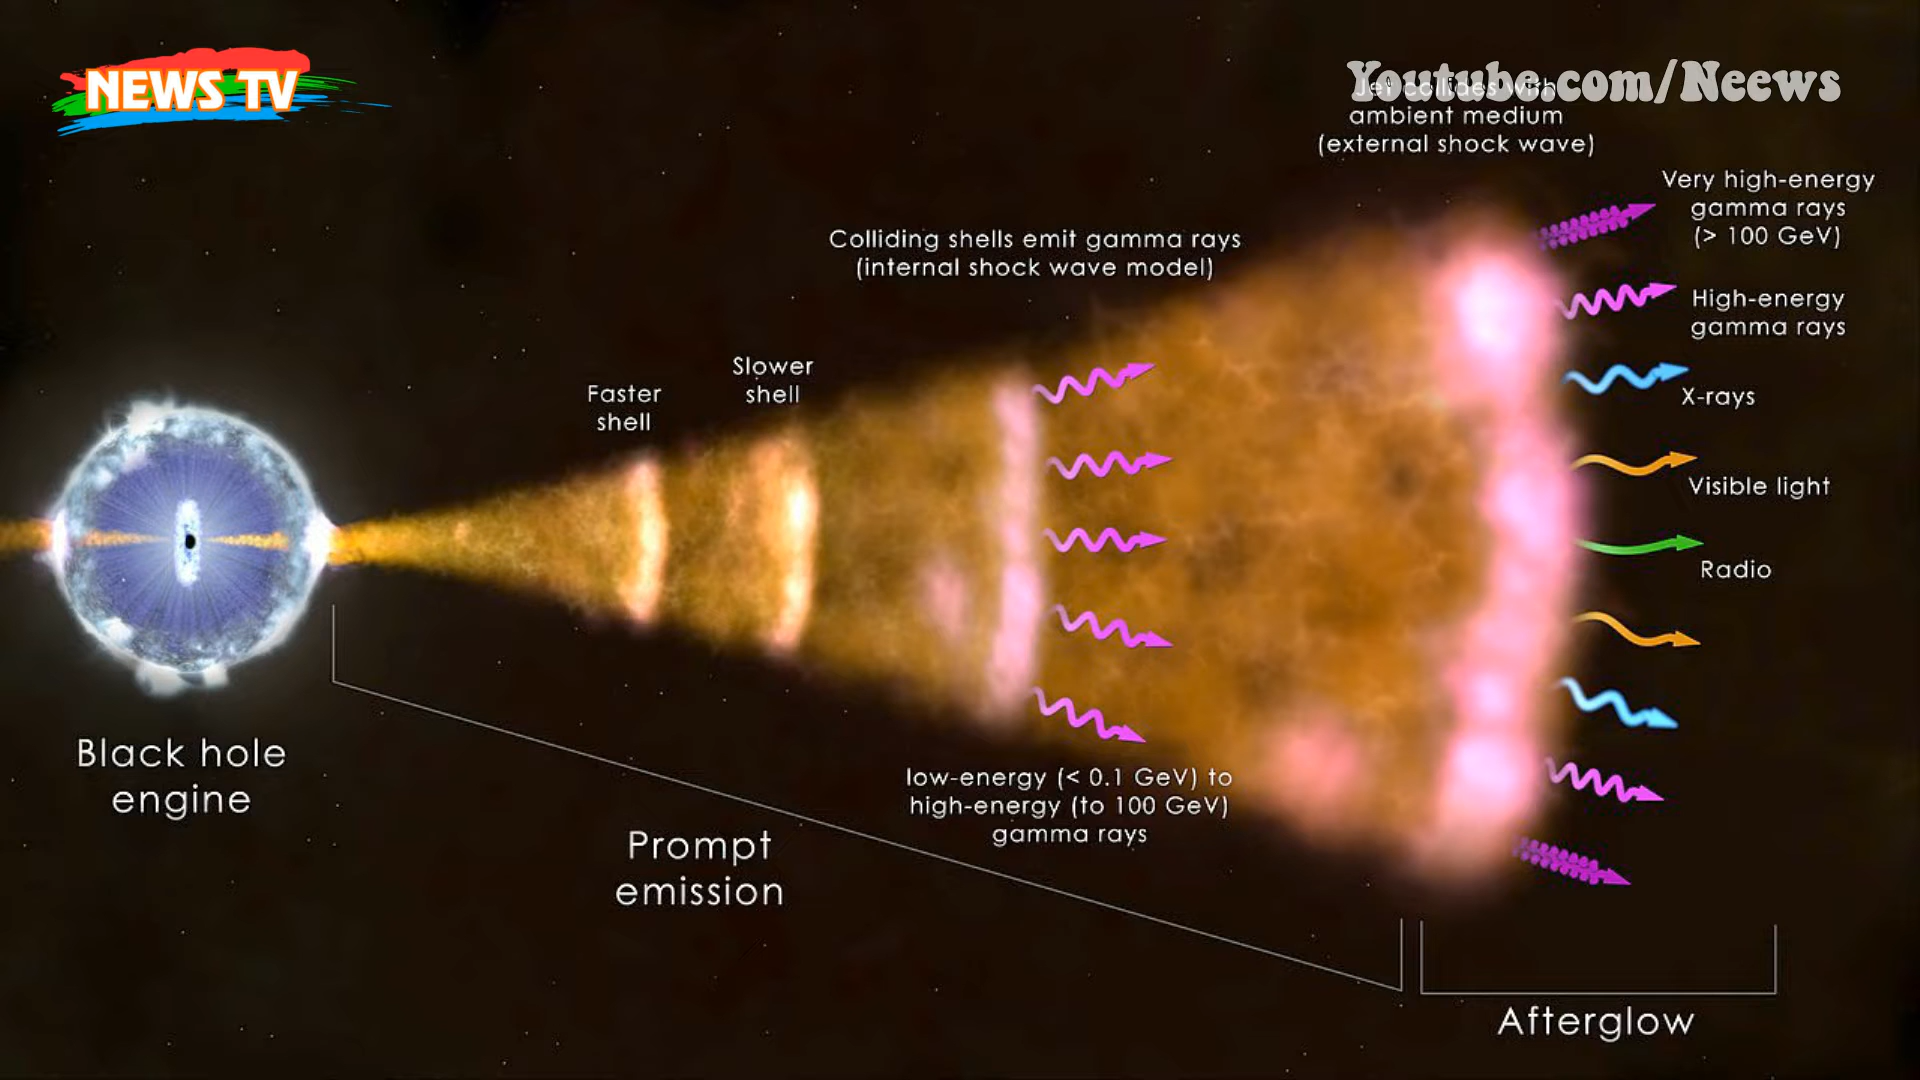 NEWS TV
Youtube.com/Neews
Jet collides with
ambient medium
(external shock wave)
Very high-energy
gamma rays
(> 100 GeV)
Colliding shells emit gamma rays
(internal shock wave model)
High-energy
gamma rays
Slower
shell
Faster
shell
X-rays
Visible light
Radio
Black hole
engine
low-energy (< 0.1 GeV) to
high-energy (to 100 GeV)
gamma rays
Prompt
emission
Afterglow